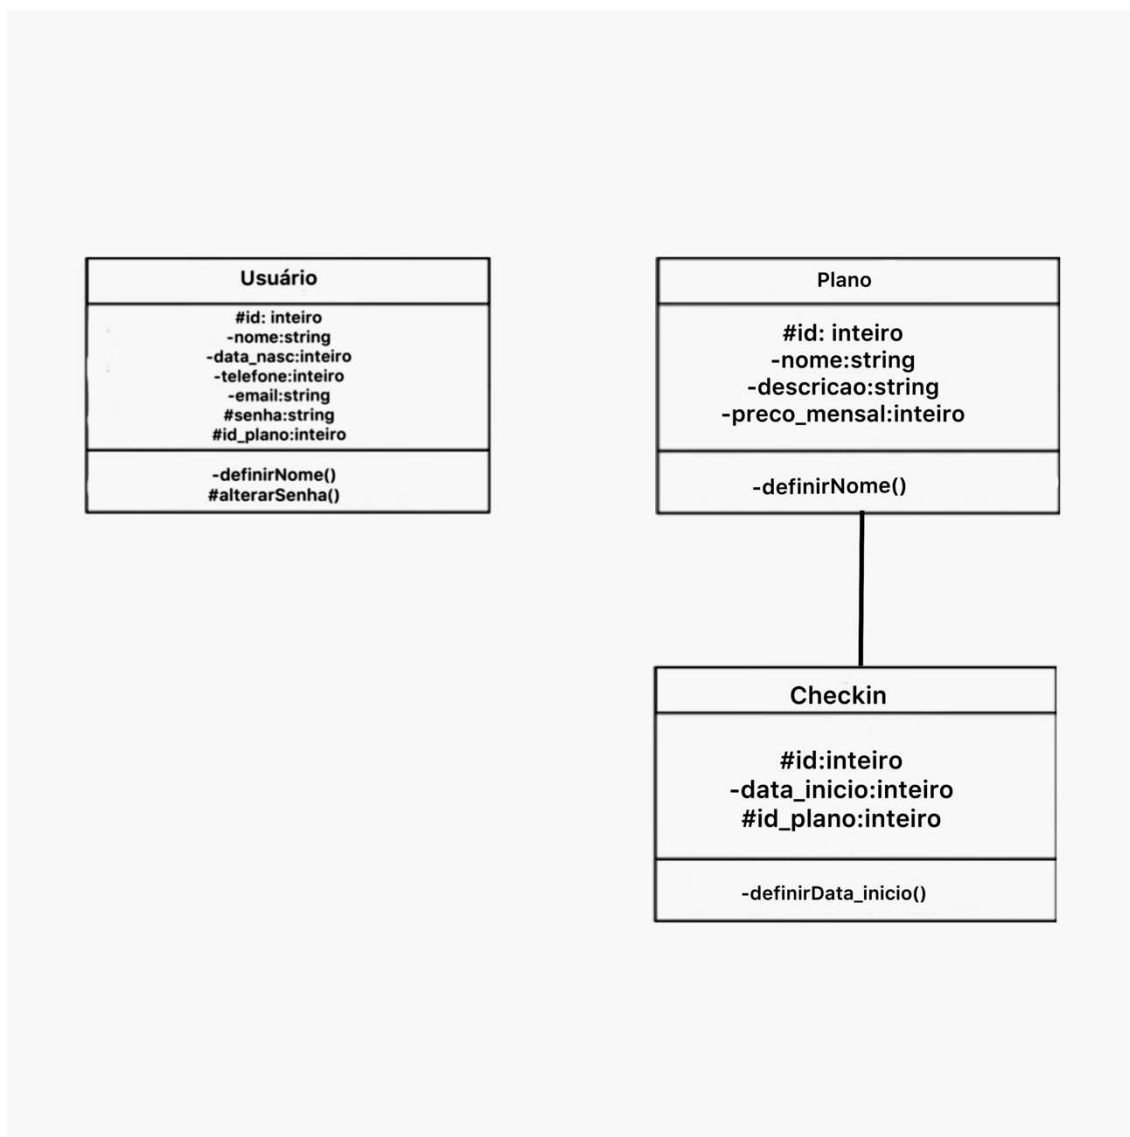 Usuário
#id: inteiro
-nome:string
-data_nasc:inteiro
-telefone:inteiro
-email:string
#senha:string
#id_plano:inteiro
-definirNome()
#alterarSenha()
Plano
#id: inteiro
-nome:string
-descricao:string
-preco_mensal:inteiro
-definirNome()
Checkin
#id:inteiro
-data_inicio:inteiro
#id_plano:inteiro
-definirData_inicio()